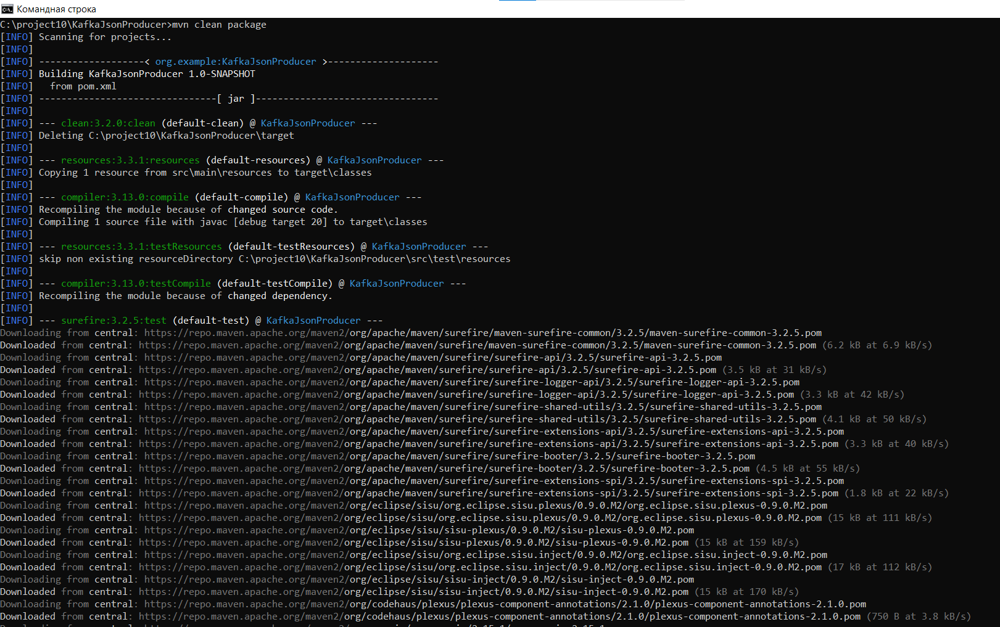 Командная строка
C:\project10\KafkaJsonProducer>mvn clean package
[INFO] Scanning for projects...
[INFO]
[INFO] -------------------< org.example:KafkaJsonProducer >--------------------
[INFO] Building KafkaJsonProducer 1.0-SNAPSHOT
[INFO]   from pom.xml
[INFO] --------------------------------[ jar ]---------------------------------
[INFO]
[INFO] --- clean:3.2.0:clean (default-clean) @ KafkaJsonProducer ---
[INFO] Deleting C:\project10\KafkaJsonProducer\target
[INFO]
[INFO] --- resources:3.3.1:resources (default-resources) @ KafkaJsonProducer ---
[INFO] Copying 1 resource from src\main\resources to target\classes
[INFO]
[INFO] --- compiler:3.13.0:compile (default-compile) @ KafkaJsonProducer ---
[INFO] Recompiling the module because of changed source code.
[INFO] Compiling 1 source file with javac [debug target 20] to target\classes
[INFO]
[INFO] --- resources:3.3.1:testResources (default-testResources) @ KafkaJsonProducer ---
[INFO] skip non existing resourceDirectory C:\project10\KafkaJsonProducer\src\test\resources
[INFO]
[INFO] --- compiler:3.13.0:testCompile (default-testCompile) @ KafkaJsonProducer ---
[INFO] Recompiling the module because of changed dependency.
[INFO]
[INFO] --- surefire:3.2.5:test (default-test) @ KafkaJsonProducer ---
Downloading from central: https://repo.maven.apache.org/maven2/org/apache/maven/surefire/maven-surefire-common/3.2.5/maven-surefire-common-3.2.5.pom
Downloaded from central: https://repo.maven.apache.org/maven2/org/apache/maven/surefire/maven-surefire-common/3.2.5/maven-surefire-common-3.2.5.pom (6.2 kB at 6.9 kB/s)
Downloading from central: https://repo.maven.apache.org/maven2/org/apache/maven/surefire/surefire-api/3.2.5/surefire-api-3.2.5.pom
Downloaded from central: https://repo.maven.apache.org/maven2/org/apache/maven/surefire/surefire-api/3.2.5/surefire-api-3.2.5.pom (3.5 kB at 31 kB/s)
Downloading from central: https://repo.maven.apache.org/maven2/org/apache/maven/surefire/surefire-logger-api/3.2.5/surefire-logger-api-3.2.5.pom
Downloaded from central: https://repo.maven.apache.org/maven2/org/apache/maven/surefire/surefire-logger-api/3.2.5/surefire-logger-api-3.2.5.pom (3.3 kB at 42 kB/s)
Downloading from central: https://repo.maven.apache.org/maven2/org/apache/maven/surefire/surefire-shared-utils/3.2.5/surefire-shared-utils-3.2.5.pom
Downloaded from central: https://repo.maven.apache.org/maven2/org/apache/maven/surefire/surefire-shared-utils/3.2.5/surefire-shared-utils-3.2.5.pom (4.1 kB at 50 kB/s)
Downloading from central: https://repo.maven.apache.org/maven2/org/apache/maven/surefire/surefire-extensions-api/3.2.5/surefire-extensions-api-3.2.5.pom
Downloaded from central: https://repo.maven.apache.org/maven2/org/apache/maven/surefire/surefire-extensions-api/3.2.5/surefire-extensions-api-3.2.5.pom (3.3 kB at 40 kB/s)
Downloading from central: https://repo.maven.apache.org/maven2/org/apache/maven/surefire/surefire-booter/3.2.5/surefire-booter-3.2.5.pom
Downloaded from central: https://repo.maven.apache.org/maven2/org/apache/maven/surefire/surefire-booter/3.2.5/surefire-booter-3.2.5.pom (4.5 kB at 55 kB/s)
Downloading from central: https://repo.maven.apache.org/maven2/org/apache/maven/surefire/surefire-extensions-spi/3.2.5/surefire-extensions-spi-3.2.5.pom
Downloaded from central: https://repo.maven.apache.org/maven2/org/apache/maven/surefire/surefire-extensions-spi/3.2.5/surefire-extensions-spi-3.2.5.pom (1.8 kB at 22 kB/s)
Downloading from central: https://repo.maven.apache.org/maven2/org/eclipse/sisu/org.eclipse.sisu.plexus/0.9.0.M2/org.eclipse.sisu.plexus-0.9.0.M2.pom
Downloaded from central: https://repo.maven.apache.org/maven2/org/eclipse/sisu/org.eclipse.sisu.plexus/0.9.0.M2/org.eclipse.sisu.plexus-0.9.0.M2.pom (15 kB at 111 kB/s)
Downloading from central: https://repo.maven.apache.org/maven2/org/eclipse/sisu/sisu-plexus/0.9.0.M2/sisu-plexus-0.9.0.M2.pom
Downloaded from central: https://repo.maven.apache.org/maven2/org/eclipse/sisu/sisu-plexus/0.9.0.M2/sisu-plexus-0.9.0.M2.pom (15 kB at 159 kB/s)
Downloading from central: https://repo.maven.apache.org/maven2/org/eclipse/sisu/org.eclipse.sisu.inject/0.9.0.M2/org.eclipse.sisu.inject-0.9.0.M2.pom
Downloaded from central: https://repo.maven.apache.org/maven2/org/eclipse/sisu/org.eclipse.sisu.inject/0.9.0.M2/org.eclipse.sisu.inject-0.9.0.M2.pom (17 kB at 112 kB/s)
Downloading from central: https://repo.maven.apache.org/maven2/org/eclipse/sisu/sisu-inject/0.9.0.M2/sisu-inject-0.9.0.M2.pom
Downloaded from central: https://repo.maven.apache.org/maven2/org/eclipse/sisu/sisu-inject/0.9.0.M2/sisu-inject-0.9.0.M2.pom (15 kB at 170 kB/s)
Downloading from central: https://repo.maven.apache.org/maven2/org/codehaus/plexus/plexus-component-annotations/2.1.0/plexus-component-annotations-2.1.0.pom
Downloaded from central: https://repo.maven.apache.org/maven2/org/codehaus/plexus/plexus-component-annotations/2.1.0/plexus-component-annotations-2.1.0.pom (750 B at 3.8 kB/s)